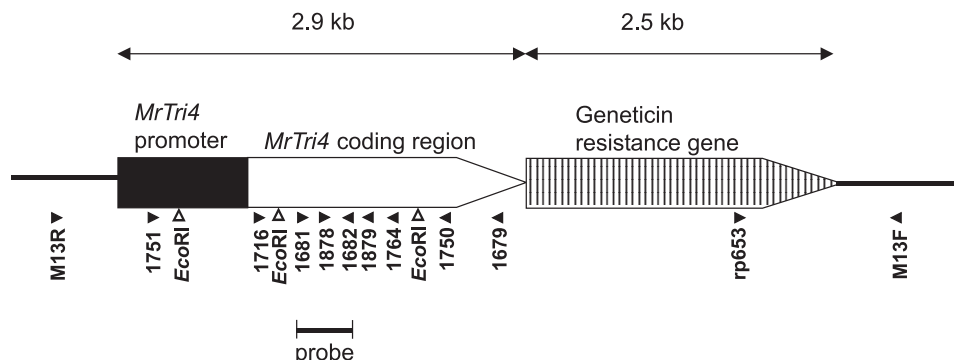 2.9 kb
2.5 kb
MrTri4
promoter
MrTri4 coding region
Geneticin
resistance gene
M13R
1751
EcoRI
1716
EcoRI
1681
1878
1682
1879
1764
EcoRI
1750
1679
rp653
M13F
probe